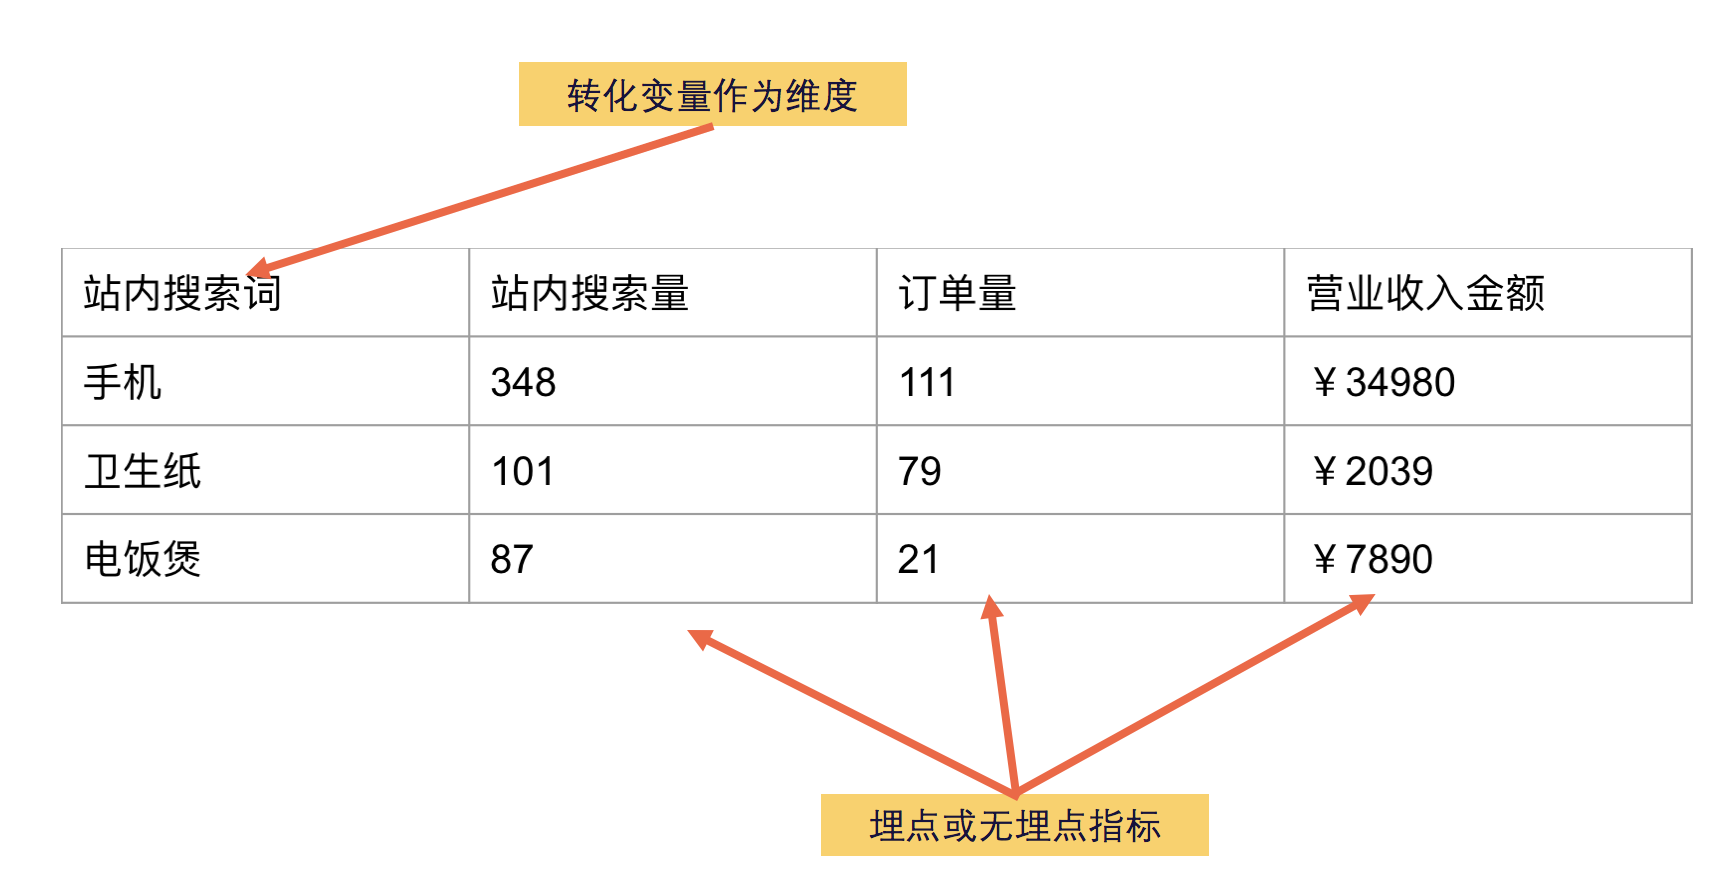 转化变量作为维度
站内搜索词 站内搜索量 订单量 营业收入金额
手机 348 111 ￥34980
卫生纸 101 79 ￥2039
电饭煲 87 21 ￥7890
埋点或无埋点指标